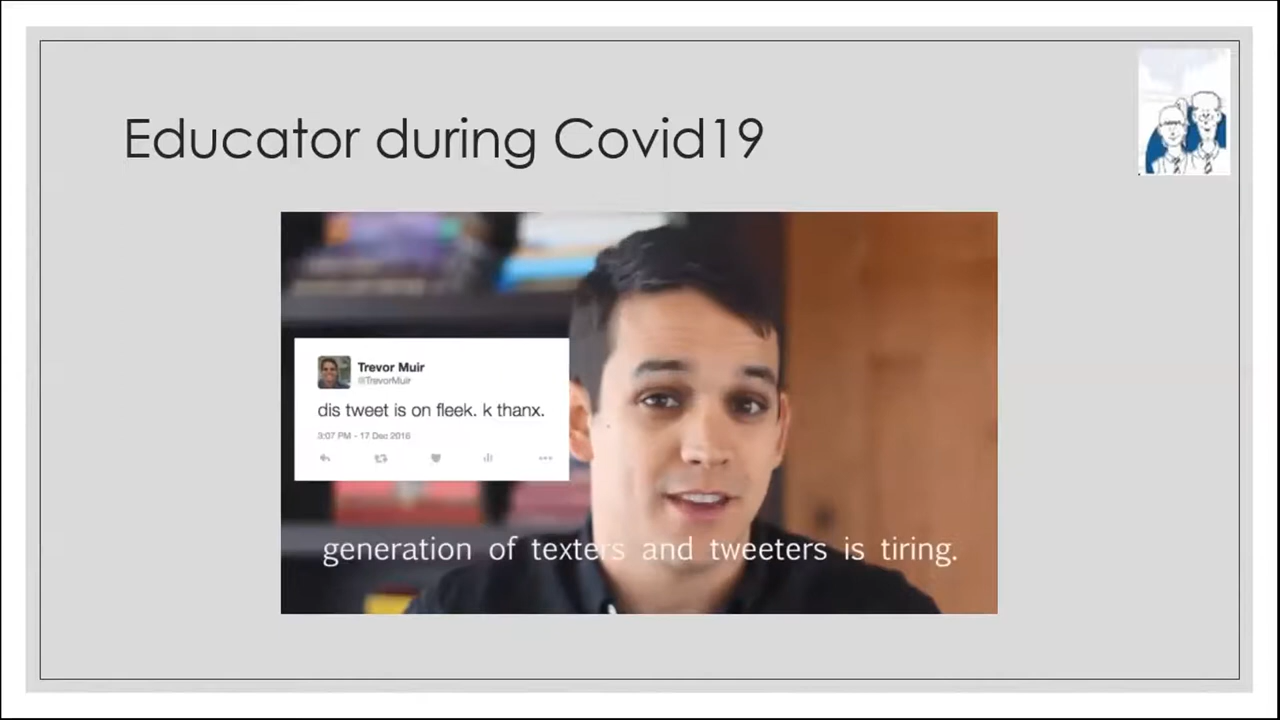 Educator during Covid19
Trevor Muir
@TrevorMuir
dis tweet is on fleek. k thanx.
3:07 PM - 17 Dec 2016
generation of texters and tweeters is tiring.